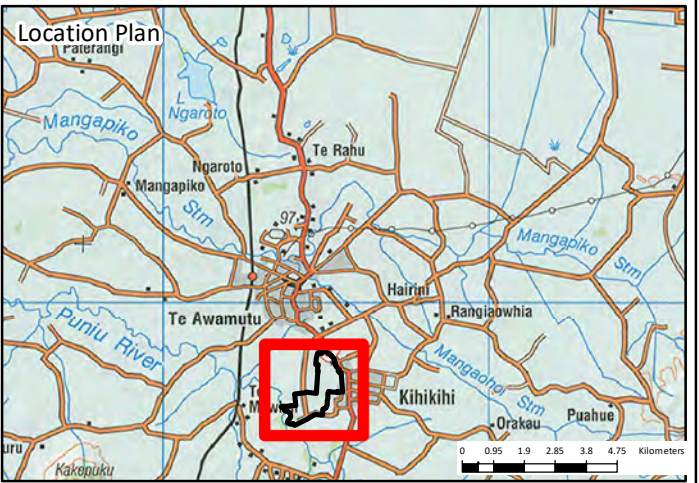 Location Plan
Paterangi
L
Ngaroto
Mangapiko
Stm
Ngaroto
Te Rahu
Mangapiko
97
Mangapiko
Stm
Hairini
Rangiaowhia
Te Awamutu
Puniu River
Mangaohoi Stm
Kihikihi
Puahue
Orakau
Kakepuku
0 0.95 1.9 2.85 3.8 4.75 Kilometers